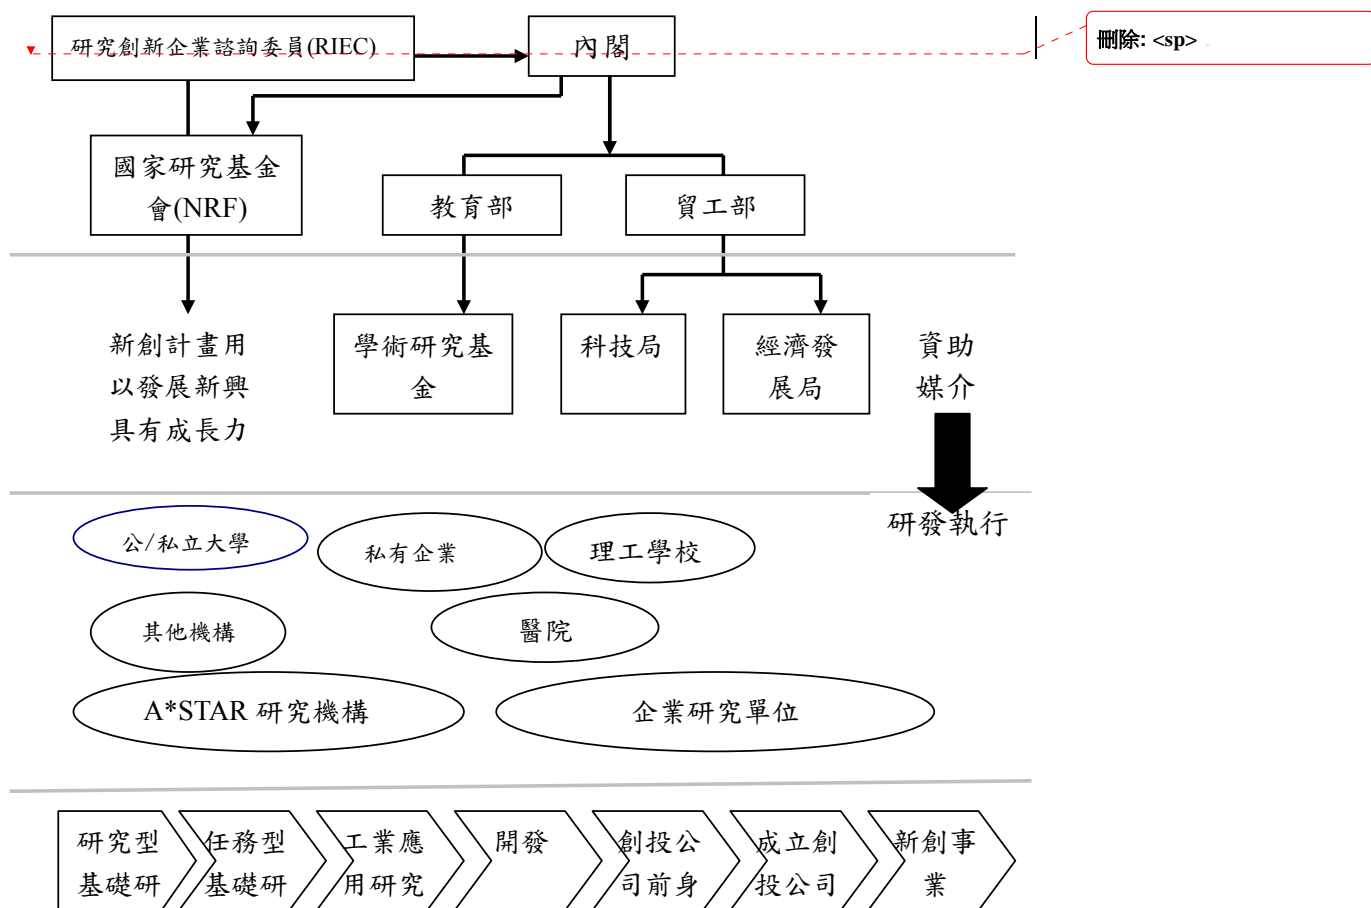 研究創新企業諮詢委員(RIEC)
內閣
刪除: <sp>
國家研究基金
會(NRF)
教育部
貿工部
新創計畫用
以發展新興
具有成長力
學術研究基
金
科技局
經濟發
展局
資助
媒介
研發執行
公/私立大學
私有企業
理工學校
其他機構
醫院
A*STAR 研究機構
企業研究單位
研究型
基礎研
任務型
基礎研
工業應
用研究
開發
創投公
司前身
成立創
投公司
新創事
業